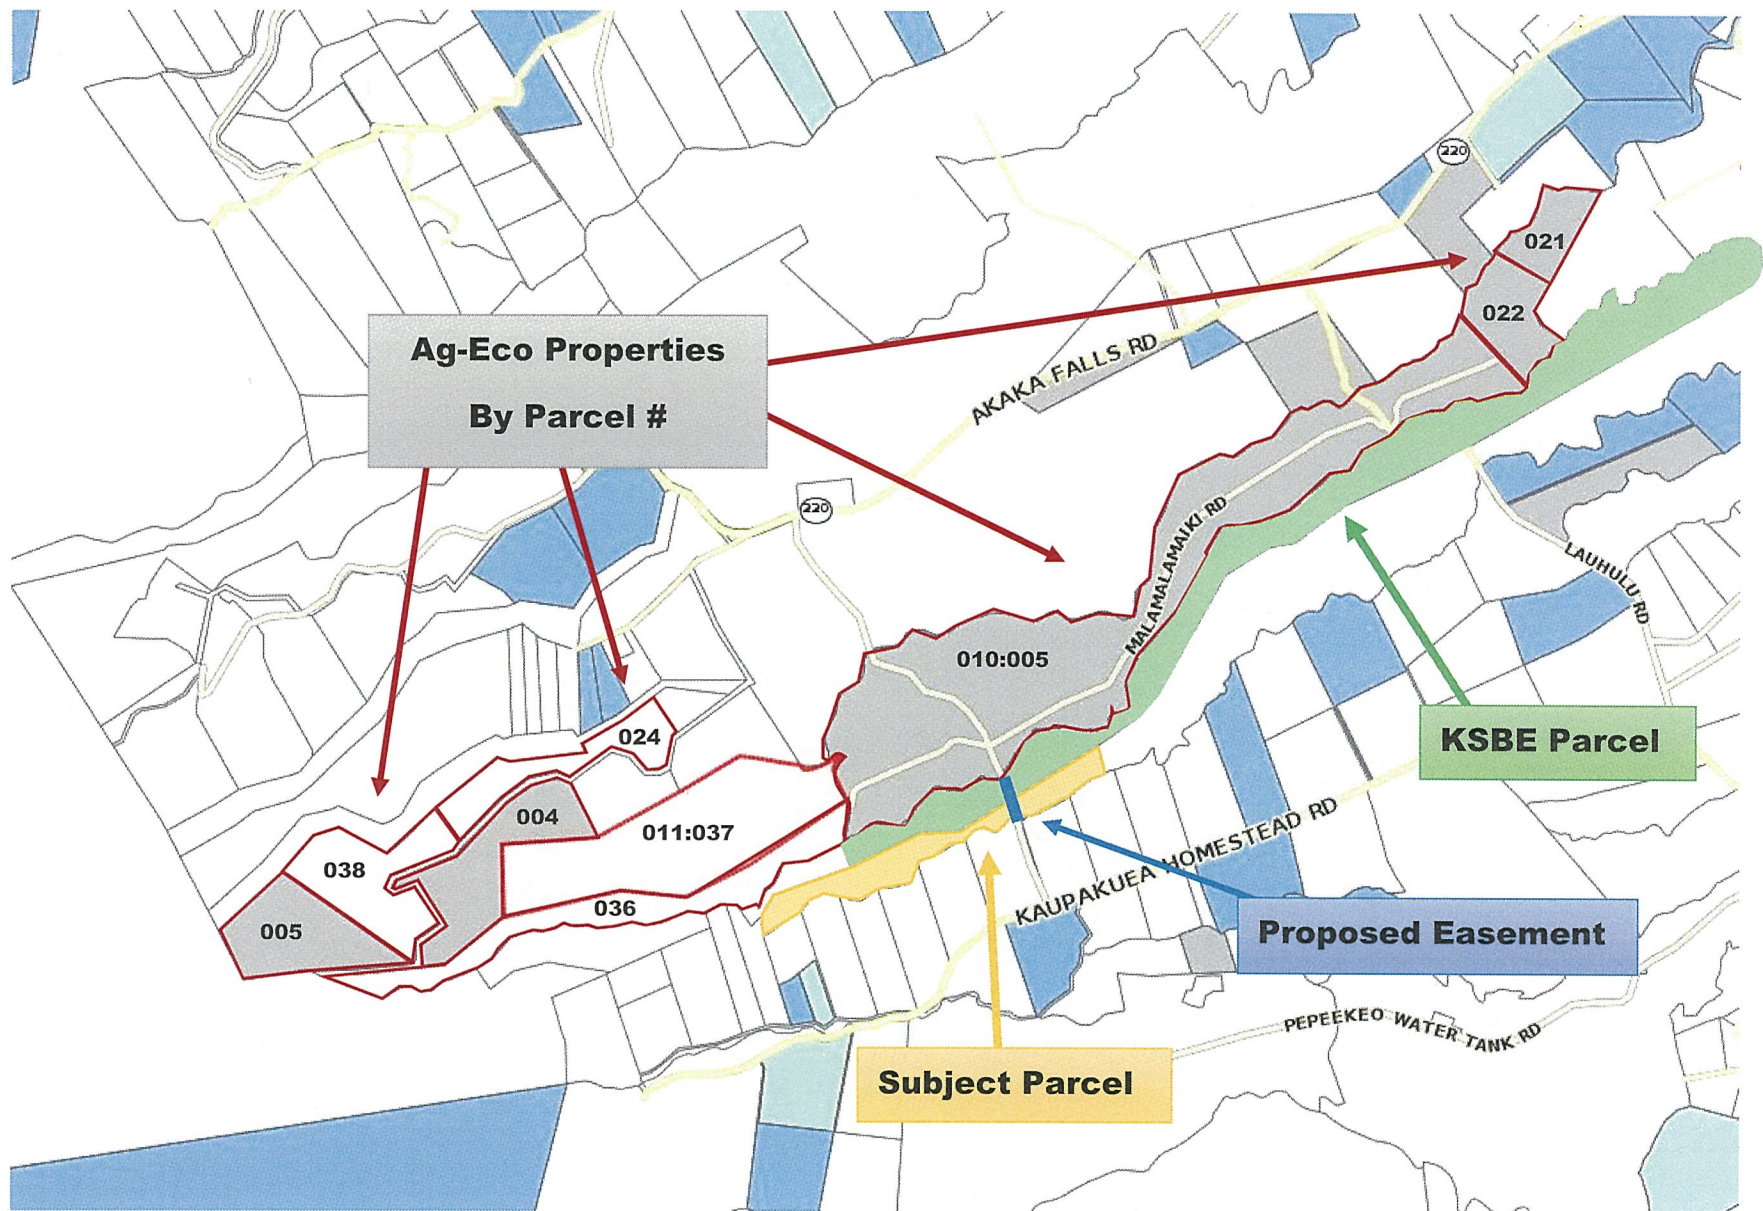 220
021
022
Ag-Eco Properties
By Parcel #
AKAKA FALLS RD
220
MALAMALAMAIKI RD
LAUHULU RD
010:005
KSBE Parcel
024
004
011:037
038
036
005
KAUPAKUEA HOMESTEAD RD
Proposed Easement
PEPEEKEO WATER TANK RD
Subject Parcel